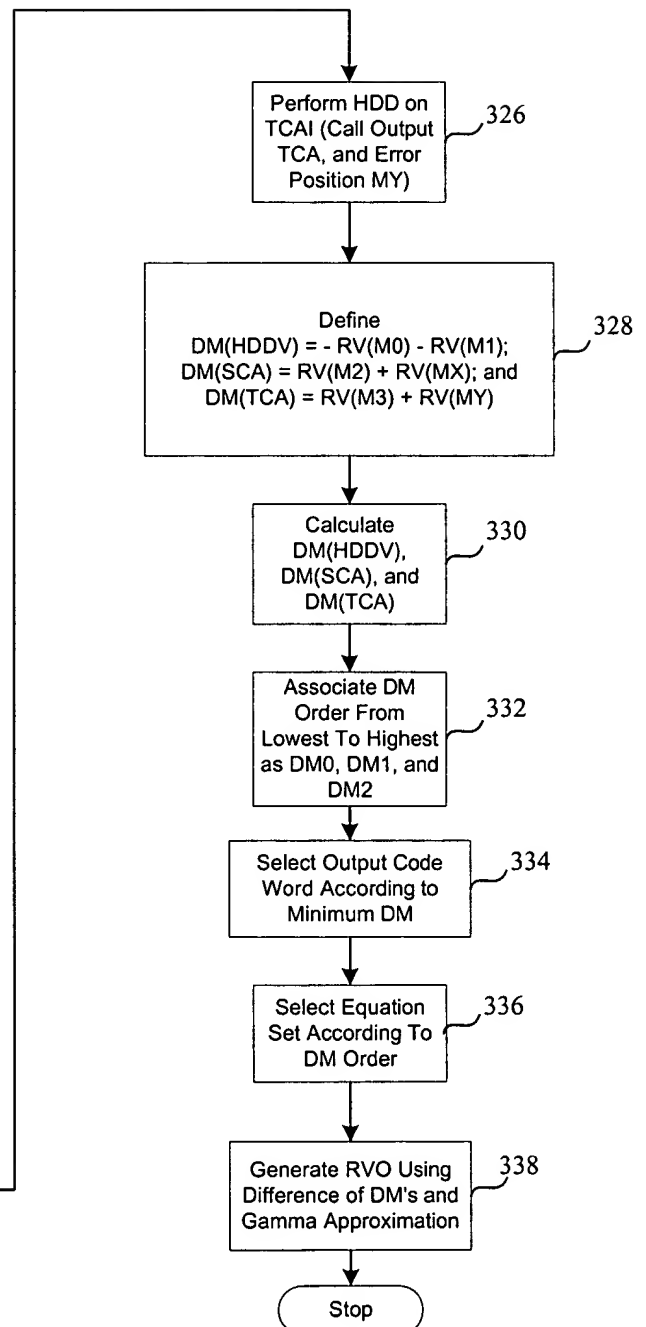 Perform HDD on
TCAI (Call Output
TCA, and Error
Position MY)
326
Define
DM(HDDV) = - RV(M0) - RV(M1);
DM(SCA) = RV(M2) + RV(MX); and
DM(TCA) = RV(M3) + RV(MY)
328
Calculate
DM(HDDV),
DM(SCA), and
DM(TCA)
330
Associate DM
Order From
Lowest To Highest
as DM0, DM1, and
DM2
332
Select Output Code
Word According to
Minimum DM
334
Select Equation
Set According To
DM Order
336
Generate RVO Using
Difference of DM's and
Gamma Approximation
338
Stop